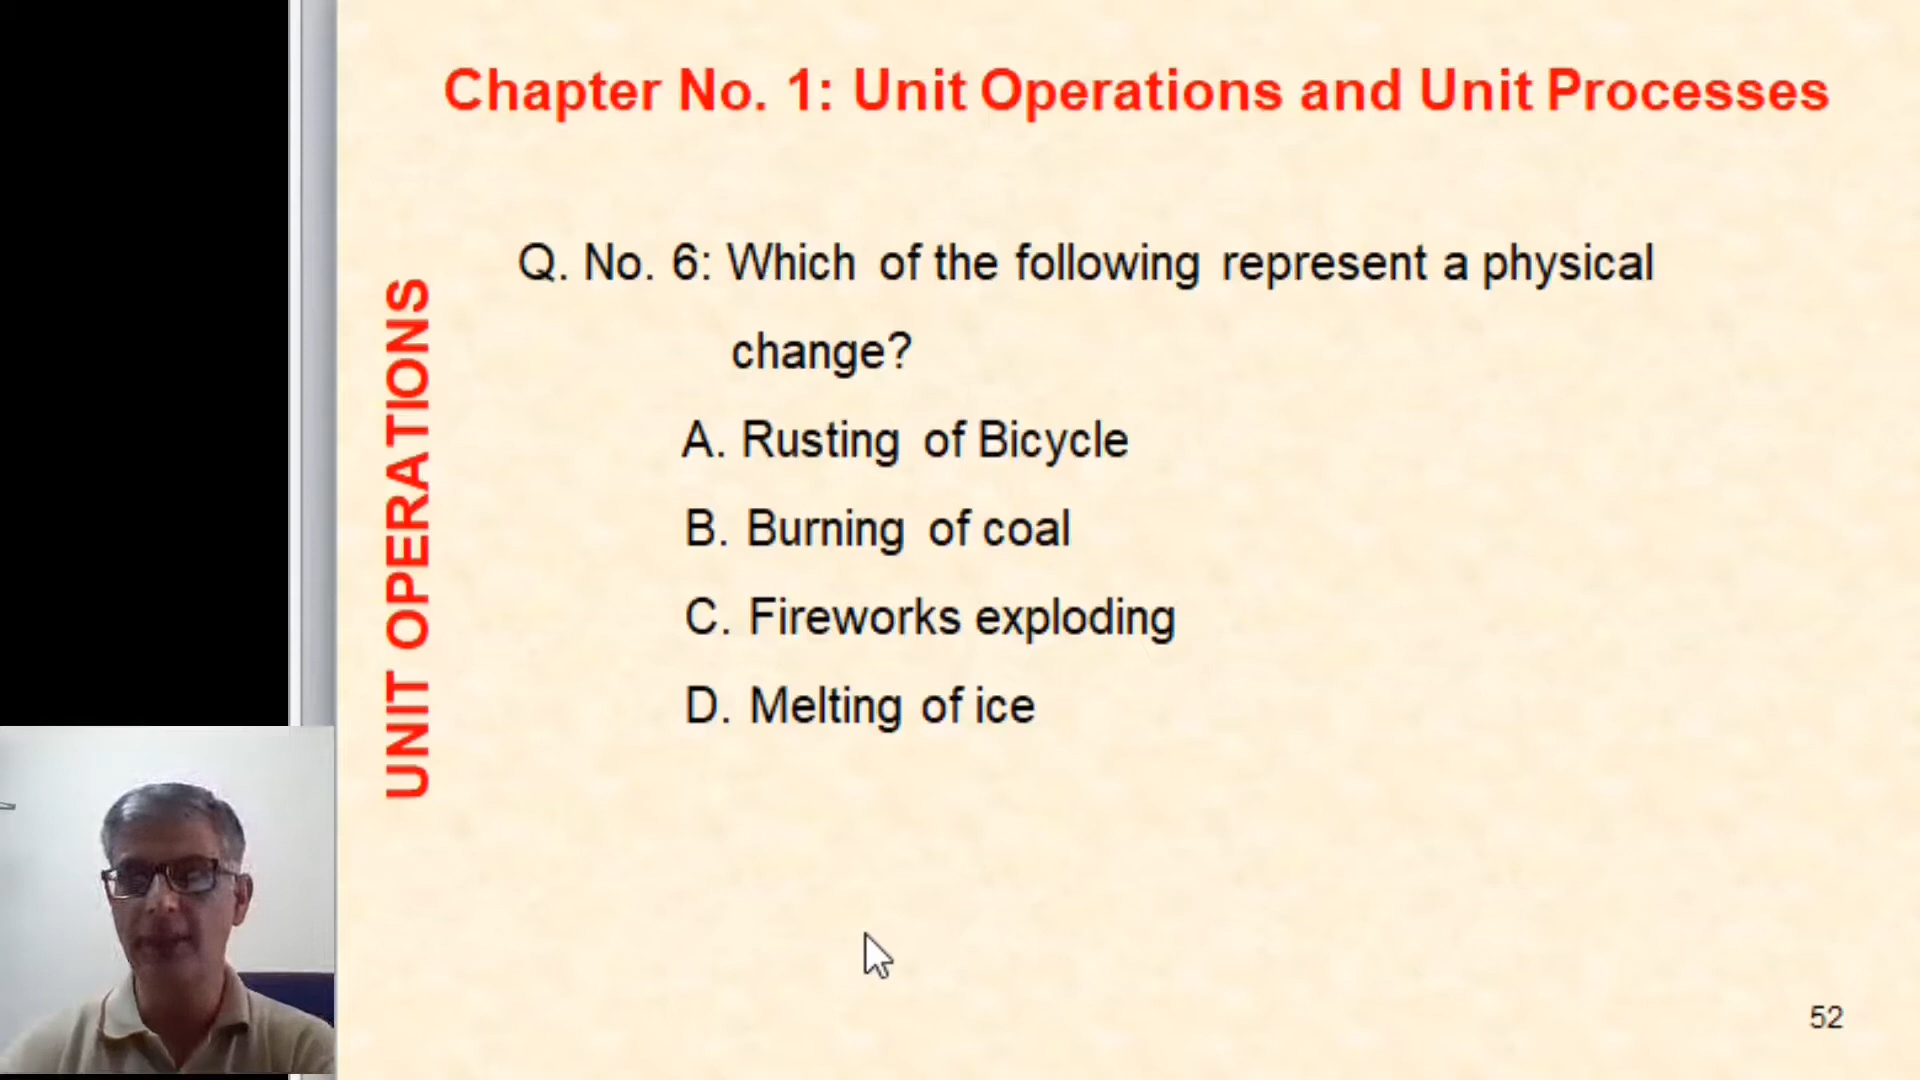 Chapter No. 1: Unit Operations and Unit Processes
UNIT OPERATIONS
Q. No. 6: Which of the following represent a physical
change?
A. Rusting of Bicycle
B. Burning of coal
C. Fireworks exploding
D. Melting of ice
52